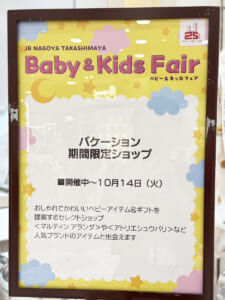 25
JR NAGOYA TAKASHIMAYA
Baby & Kids Fair
ベビー&キッズフェア
バケーション
期間限定ショップ
■開催中～10月14日（火）
おしゃれでかわいいベビーアイテム&ギフトを
提案するセレクトショップ
＜マルティン アランダ＞や＜アトリエシュウパリ＞など
人気ブランドのアイテムと出会えます